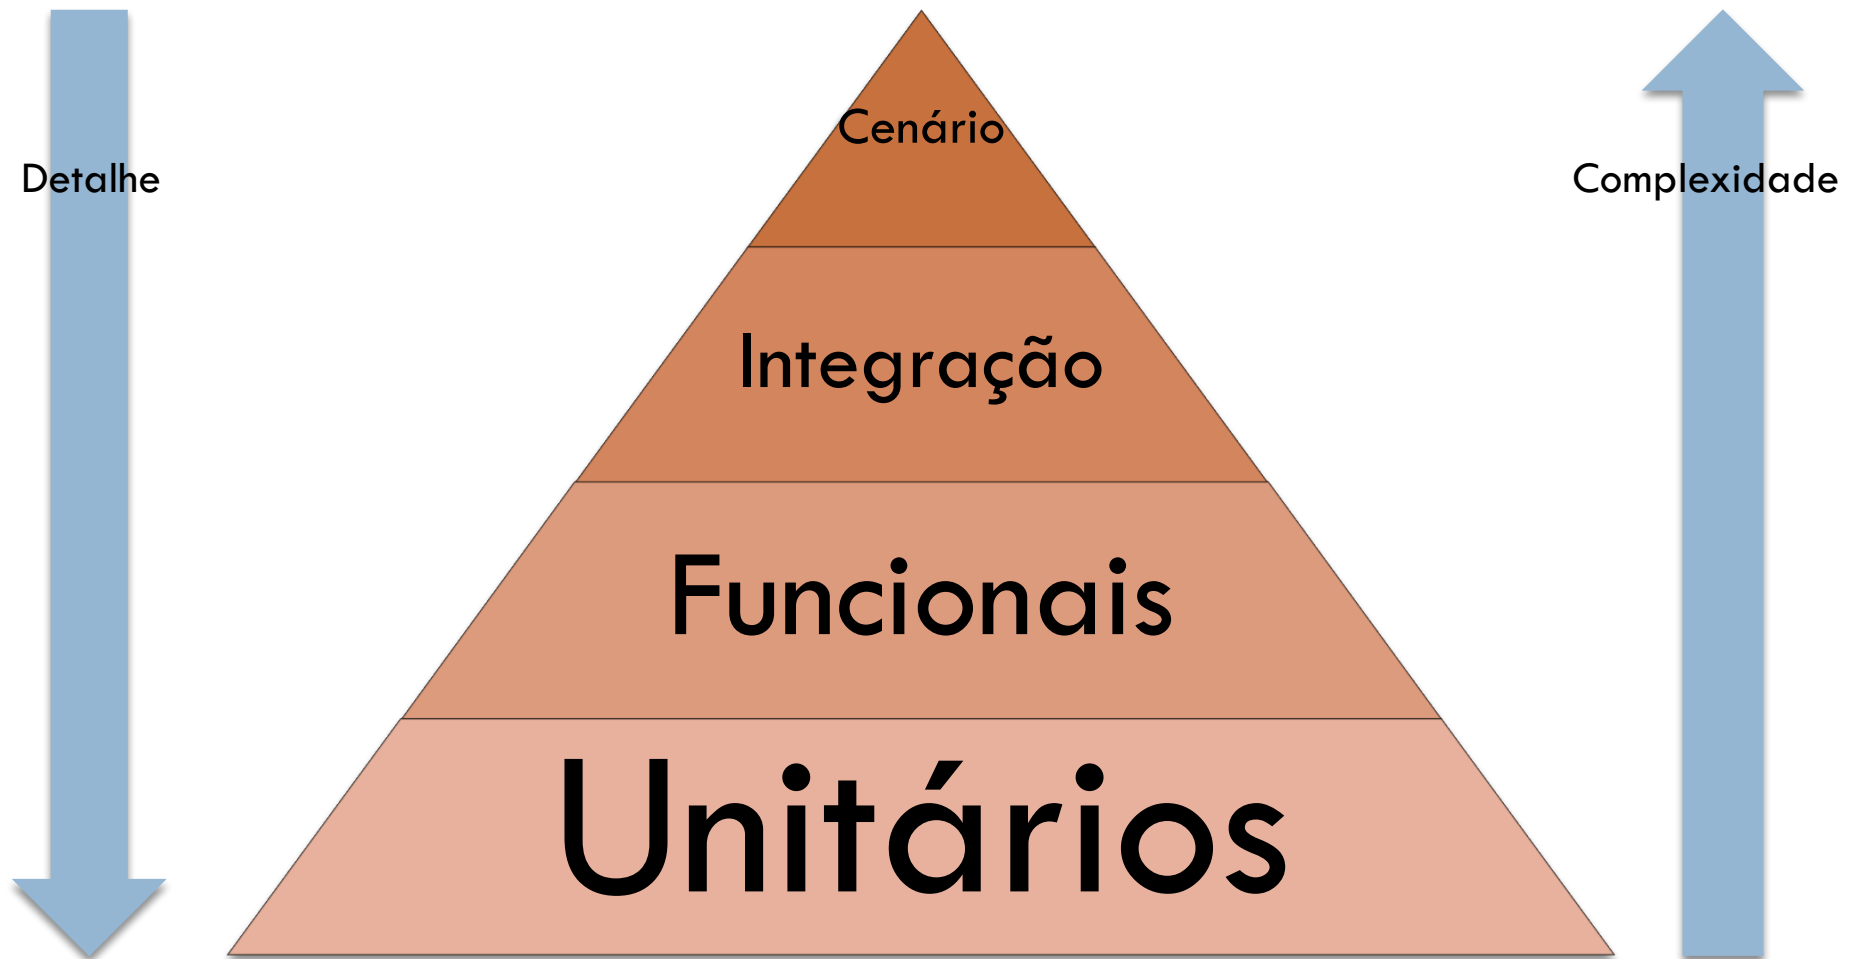 Cenário
Detalhe
Complexidade
Integração
Funcionais
Unitários